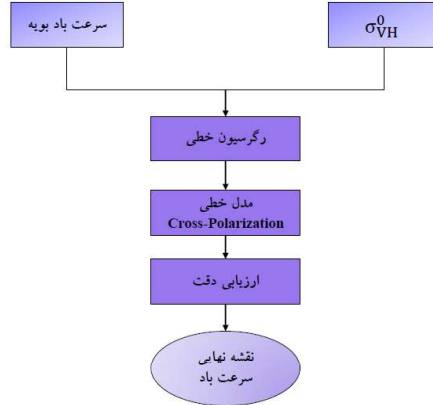 سرعت باد بویه
σ⁰VH
رگرسیون خطی
مدل خطی
Cross-Polarization
ارزیابی دقت
نقشه نهایی
سرعت باد